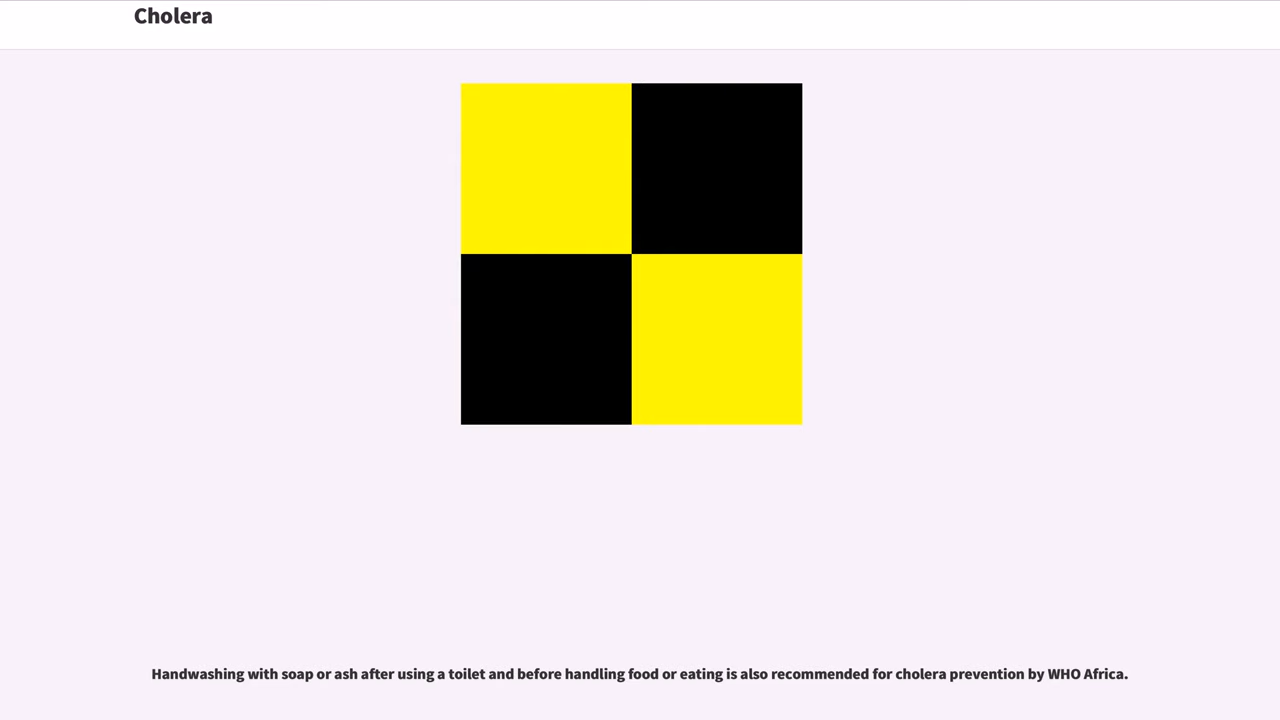 Cholera
Handwashing with soap or ash after using a toilet and before handling food or eating is also recommended for cholera prevention by WHO Africa.